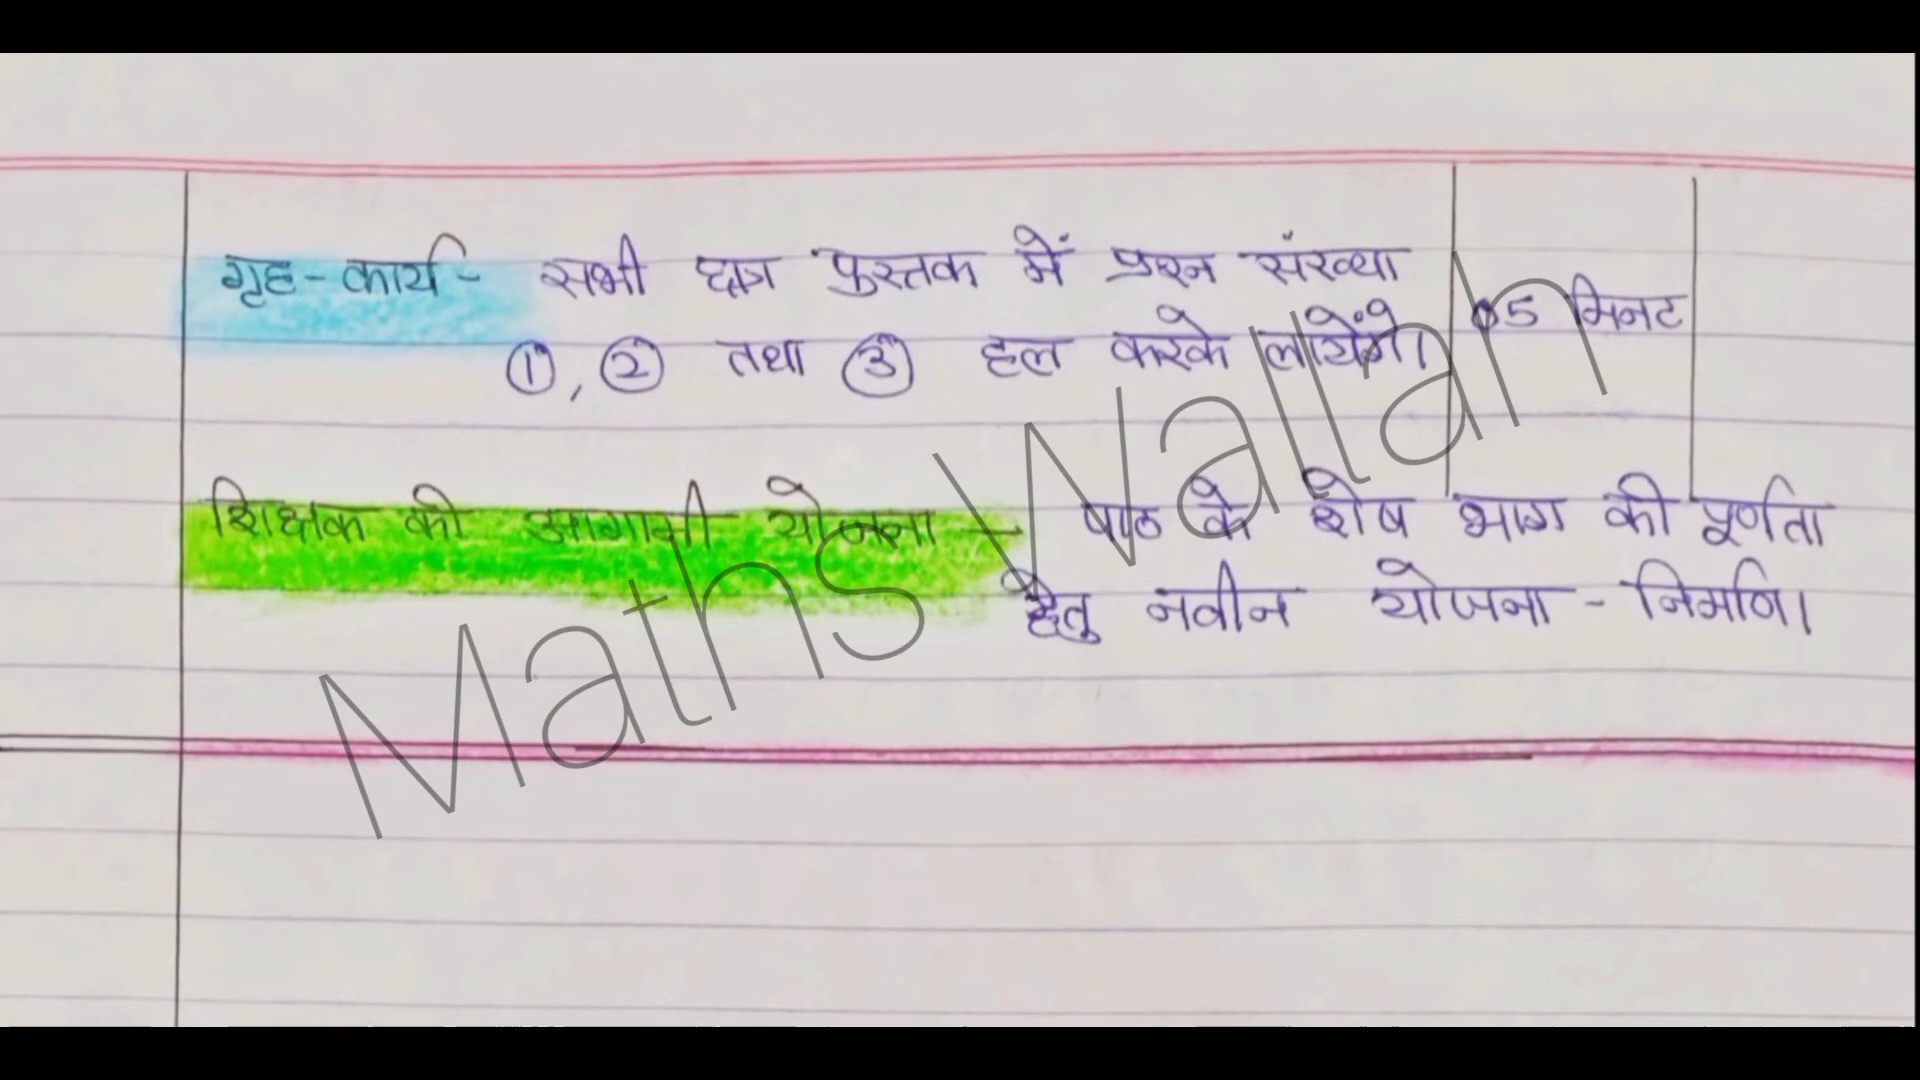 गृह-कार्य- सभी छात्र पुस्तक में प्रश्न संख्या
①, ② तथा ③ हल करके लायेंगे।
05 मिनट
शिक्षक की आगामी योजना - पाठ के शेष भाग की पूर्णता
हेतु नवीन योजना - निर्माण।
Maths Wallah